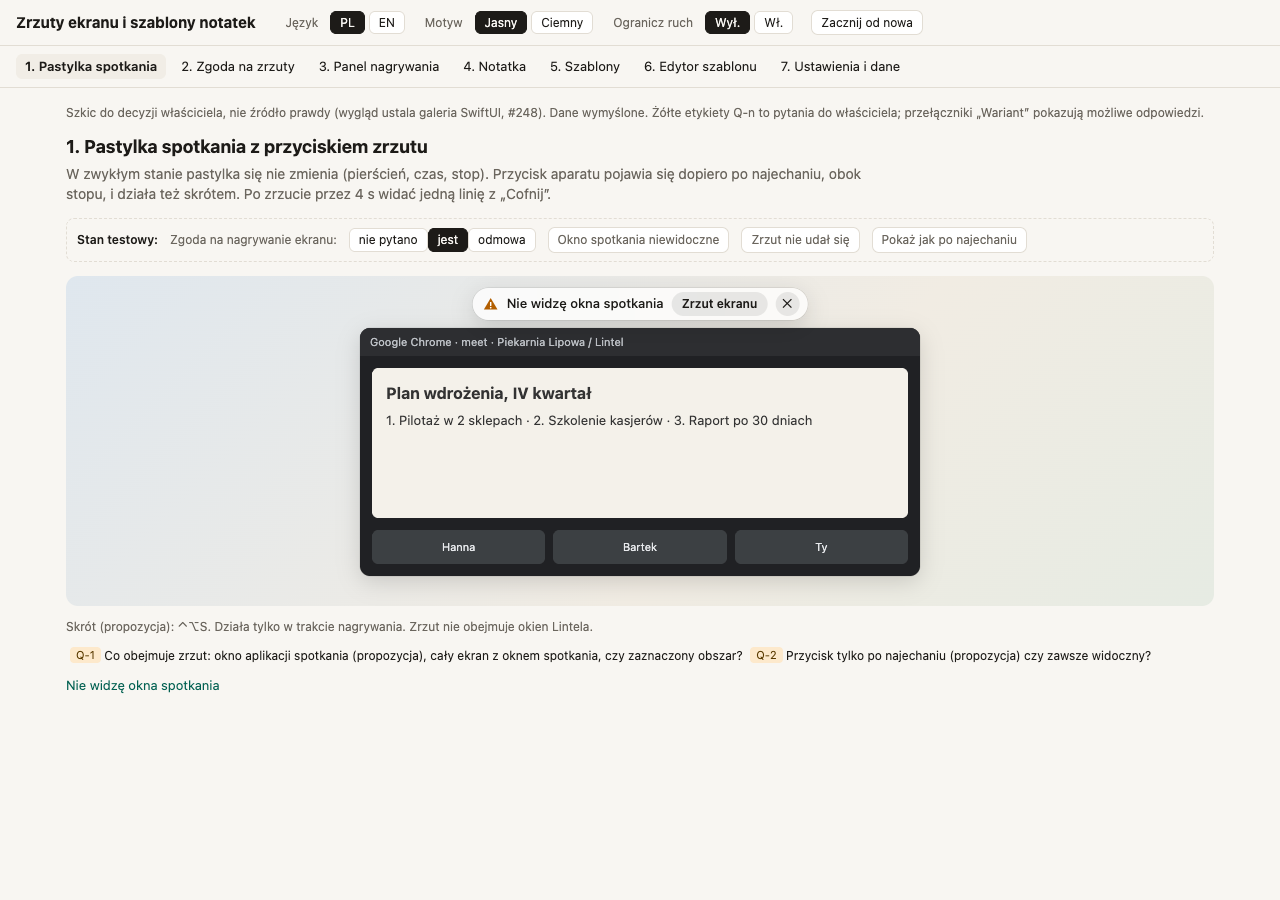 Zrzuty ekranu i szablony notatek Język PL EN Motyw Jasny Ciemny Ogranicz ruch Wył. Wł. Zacznij od nowa
1. Pastylka spotkania 2. Zgoda na zrzuty 3. Panel nagrywania 4. Notatka 5. Szablony 6. Edytor szablonu 7. Ustawienia i dane
Szkic do decyzji właściciela, nie źródło prawdy (wygląd ustala galeria SwiftUI, #248). Dane wymyślone. Żółte etykiety Q-n to pytania do właściciela; przełączniki „Wariant” pokazują możliwe odpowiedzi.
1. Pastylka spotkania z przyciskiem zrzutu
W zwykłym stanie pastylka się nie zmienia (pierścień, czas, stop). Przycisk aparatu pojawia się dopiero po najechaniu, obok
stopu, i działa też skrótem. Po zrzucie przez 4 s widać jedną linię z „Cofnij”.
Stan testowy: Zgoda na nagrywanie ekranu: nie pytano jest odmowa Okno spotkania niewidoczne Zrzut nie udał się Pokaż jak po najechaniu
Nie widzę okna spotkania Zrzut ekranu
Google Chrome · meet · Piekarnia Lipowa / Lintel
Plan wdrożenia, IV kwartał
1. Pilotaż w 2 sklepach · 2. Szkolenie kasjerów · 3. Raport po 30 dniach
Hanna Bartek Ty
Skrót (propozycja): ^⌥S. Działa tylko w trakcie nagrywania. Zrzut nie obejmuje okien Lintela.
Q-1 Co obejmuje zrzut: okno aplikacji spotkania (propozycja), cały ekran z oknem spotkania, czy zaznaczony obszar? Q-2 Przycisk tylko po najechaniu (propozycja) czy zawsze widoczny?
Nie widzę okna spotkania